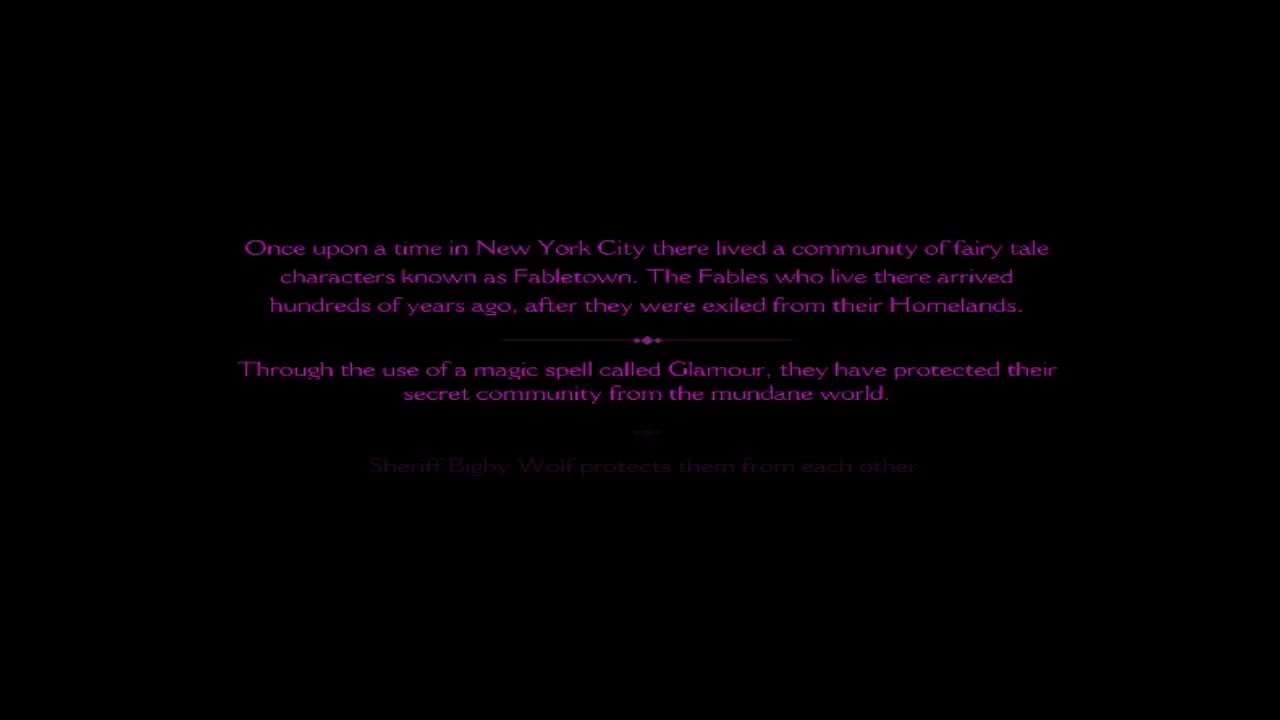 Once upon a time in New York City there lived a community of fairy tale
characters known as Fabletown. The Fables who live there arrived
hundreds of years ago, after they were exiled from their Homelands.
Through the use of a magic spell called Glamour, they have protected their
secret community from the mundane world.
Sheriff Bigby Wolf protects them from each other